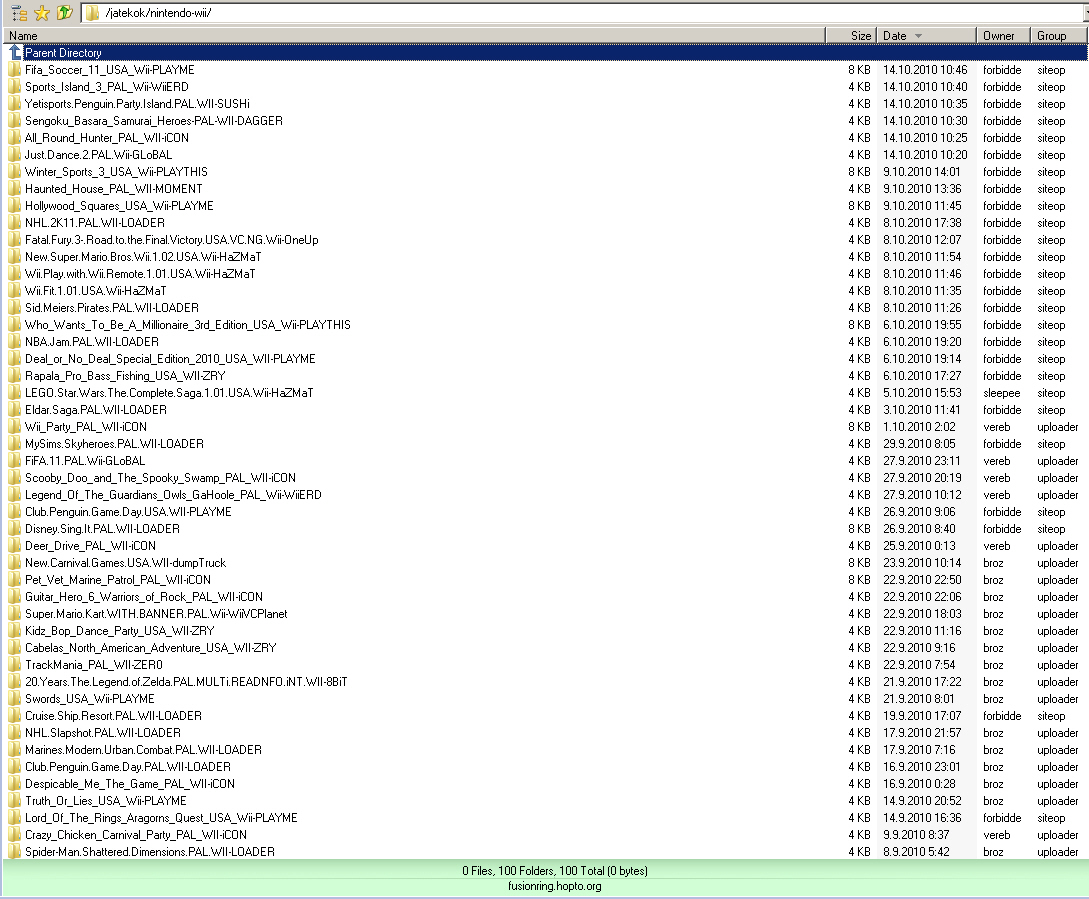 /jatekok/nintendo-wii/
Name Size Date Owner Group
Parent Directory
Fifa_Soccer_11_USA_Wii-PLAYME 8 KB 14.10.2010 10:46 forbidde siteop
Sports_Island_3_PAL_Wii-WiiERD 4 KB 14.10.2010 10:40 forbidde siteop
Yetisports.Penguin.Party.Island.PAL.WII-SUSHi 4 KB 14.10.2010 10:35 forbidde siteop
Sengoku_Basara_Samurai_Heroes-PAL-WII-DAGGER 4 KB 14.10.2010 10:30 forbidde siteop
All_Round_Hunter_PAL_WII-iCON 4 KB 14.10.2010 10:25 forbidde siteop
Just.Dance.2.PAL.Wii-GLoBAL 4 KB 14.10.2010 10:20 forbidde siteop
Winter_Sports_3_USA_Wii-PLAYTHIS 8 KB 9.10.2010 14:01 forbidde siteop
Haunted_House_PAL_WII-MOMENT 4 KB 9.10.2010 13:36 forbidde siteop
Hollywood_Squares_USA_Wii-PLAYME 8 KB 9.10.2010 11:45 forbidde siteop
NHL.2K11.PAL.WII-LOADER 4 KB 8.10.2010 17:38 forbidde siteop
Fatal.Fury.3-.Road.to.the.Final.Victory.USA.VC.NG.Wii-OneUp 4 KB 8.10.2010 12:07 forbidde siteop
New.Super.Mario.Bros.Wii.1.02.USA.Wii-HaZMaT 4 KB 8.10.2010 11:54 forbidde siteop
Wii.Play.with.Wii.Remote.1.01.USA.Wii-HaZMaT 4 KB 8.10.2010 11:46 forbidde siteop
Wii.Fit.1.01.USA.Wii-HaZMaT 4 KB 8.10.2010 11:35 forbidde siteop
Sid.Meiers.Pirates.PAL.WII-LOADER 4 KB 8.10.2010 11:26 forbidde siteop
Who_Wants_To_Be_A_Millionaire_3rd_Edition_USA_Wii-PLAYTHIS 8 KB 6.10.2010 19:55 forbidde siteop
NBA.Jam.PAL.WII-LOADER 4 KB 6.10.2010 19:20 forbidde siteop
Deal_or_No_Deal_Special_Edition_2010_USA_WII-PLAYME 4 KB 6.10.2010 19:14 forbidde siteop
Rapala_Pro_Bass_Fishing_USA_WII-ZRY 4 KB 6.10.2010 17:27 forbidde siteop
LEGO.Star.Wars.The.Complete.Saga.1.01.USA.Wii-HaZMaT 4 KB 5.10.2010 15:53 sleepee siteop
Eldar.Saga.PAL.WII-LOADER 4 KB 3.10.2010 11:41 forbidde siteop
Wii_Party_PAL_WII-iCON 8 KB 1.10.2010 2:02 vereb uploader
MySims.Skyheroes.PAL.WII-LOADER 4 KB 29.9.2010 8:05 forbidde siteop
FiFA.11.PAL.Wii-GLoBAL 4 KB 27.9.2010 23:11 vereb uploader
Scooby_Doo_and_The_Spooky_Swamp_PAL_WII-iCON 4 KB 27.9.2010 20:19 vereb uploader
Legend_Of_The_Guardians_Owls_GaHoole_PAL_Wii-WiiERD 4 KB 27.9.2010 10:12 vereb uploader
Club.Penguin.Game.Day.USA.WII-PLAYME 4 KB 26.9.2010 9:06 forbidde siteop
Disney.Sing.It.PAL.WII-LOADER 8 KB 26.9.2010 8:40 forbidde siteop
Deer_Drive_PAL_WII-iCON 4 KB 25.9.2010 0:13 vereb uploader
New.Carnival.Games.USA.WII-dumpTruck 8 KB 23.9.2010 10:14 broz uploader
Pet_Vet_Marine_Patrol_PAL_WII-iCON 8 KB 22.9.2010 22:50 broz uploader
Guitar_Hero_6_Warriors_of_Rock_PAL_WII-iCON 4 KB 22.9.2010 22:06 broz uploader
Super.Mario.Kart.WITH.BANNER.PAL.Wii-WiiVCPlanet 4 KB 22.9.2010 18:03 broz uploader
Kidz_Bop_Dance_Party_USA_WII-ZRY 4 KB 22.9.2010 11:16 broz uploader
Cabelas_North_American_Adventure_USA_WII-ZRY 4 KB 22.9.2010 9:16 broz uploader
TrackMania_PAL_WII-ZER0 4 KB 22.9.2010 7:54 broz uploader
20.Years.The.Legend.of.Zelda.PAL.MULTi.READNFO.iNT.WII-8BiT 4 KB 21.9.2010 17:22 broz uploader
Swords_USA_Wii-PLAYME 4 KB 21.9.2010 8:01 broz uploader
Cruise.Ship.Resort.PAL.WII-LOADER 4 KB 19.9.2010 17:07 forbidde siteop
NHL.Slapshot.PAL.WII-LOADER 4 KB 17.9.2010 21:57 broz uploader
Marines.Modern.Urban.Combat.PAL.WII-LOADER 4 KB 17.9.2010 7:16 broz uploader
Club.Penguin.Game.Day.PAL.WII-LOADER 4 KB 16.9.2010 23:01 broz uploader
Despicable_Me_The_Game_PAL_WII-iCON 4 KB 16.9.2010 0:28 broz uploader
Truth_Or_Lies_USA_Wii-PLAYME 4 KB 14.9.2010 20:52 broz uploader
Lord_Of_The_Rings_Aragorns_Quest_USA_Wii-PLAYME 4 KB 14.9.2010 16:36 forbidde siteop
Crazy_Chicken_Carnival_Party_PAL_WII-iCON 4 KB 9.9.2010 8:37 vereb uploader
Spider-Man.Shattered.Dimensions.PAL.WII-LOADER 4 KB 8.9.2010 5:42 broz uploader
0 Files, 100 Folders, 100 Total (0 bytes)
fusionring.hopto.org